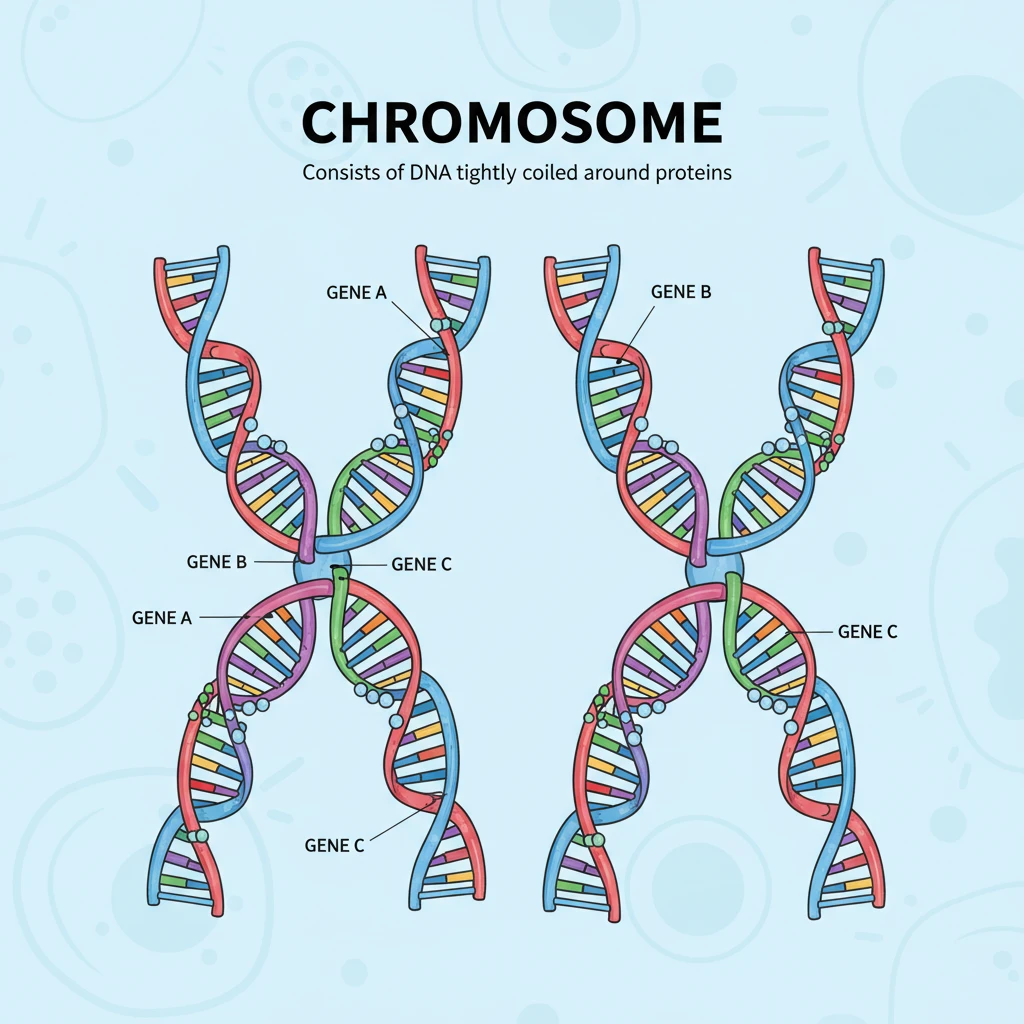 CHROMOSOME
Consists of DNA tightly coiled around proteins
GENE A
GENE B
GENE B
GENE C
GENE A
GENE C
GENE C